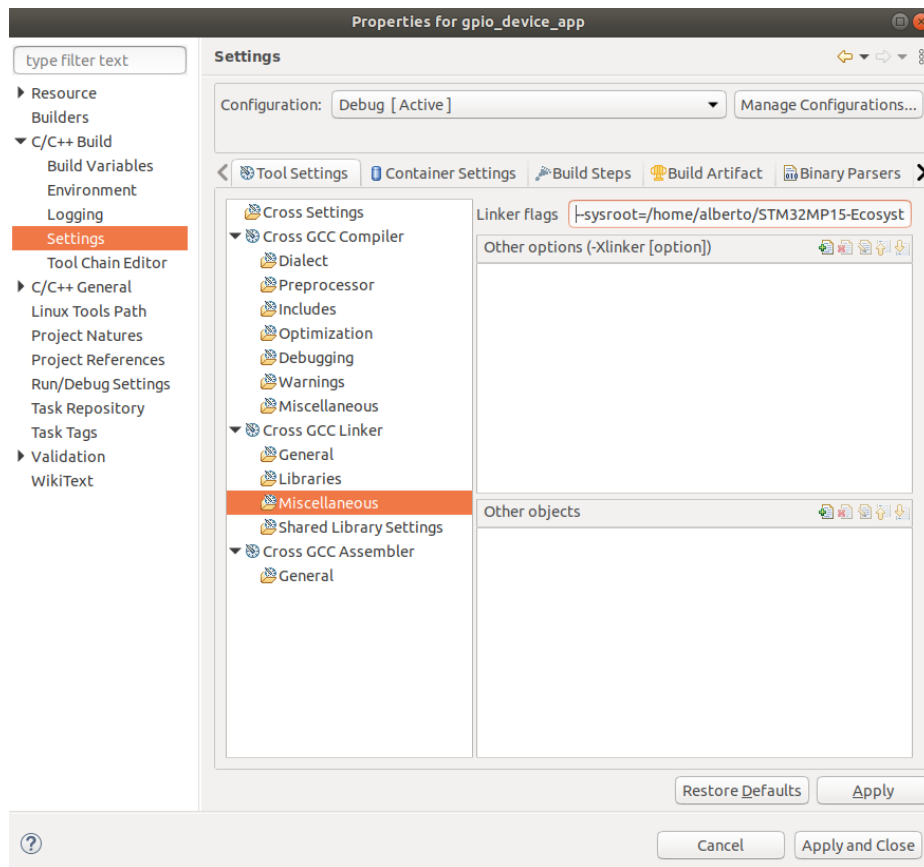 Properties for gpio_device_app
type filter text
Resource
Builders
C/C++ Build
Build Variables
Environment
Logging
Settings
Tool Chain Editor
C/C++ General
Linux Tools Path
Project Natures
Project References
Run/Debug Settings
Task Repository
Task Tags
Validation
WikiText
Settings
Configuration: Debug [ Active ] Manage Configurations...
Tool Settings Container Settings Build Steps Build Artifact Binary Parsers
Cross Settings
Cross GCC Compiler
Dialect
Preprocessor
Includes
Optimization
Debugging
Warnings
Miscellaneous
Cross GCC Linker
General
Libraries
Miscellaneous
Shared Library Settings
Cross GCC Assembler
General
Linker flags --sysroot=/home/alberto/STM32MP15-Ecosyst
Other options (-Xlinker [option])
Other objects
Restore Defaults Apply
Cancel Apply and Close